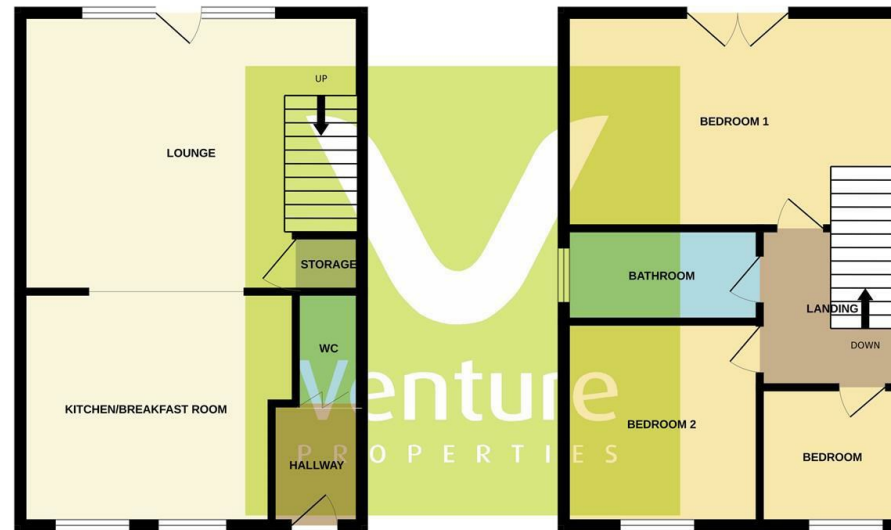 UP
LOUNGE
STORAGE
WC
KITCHEN/BREAKFAST ROOM
HALLWAY
BEDROOM 1
BATHROOM
LANDING
DOWN
BEDROOM 2
BEDROOM
Venture
PROPERTIES